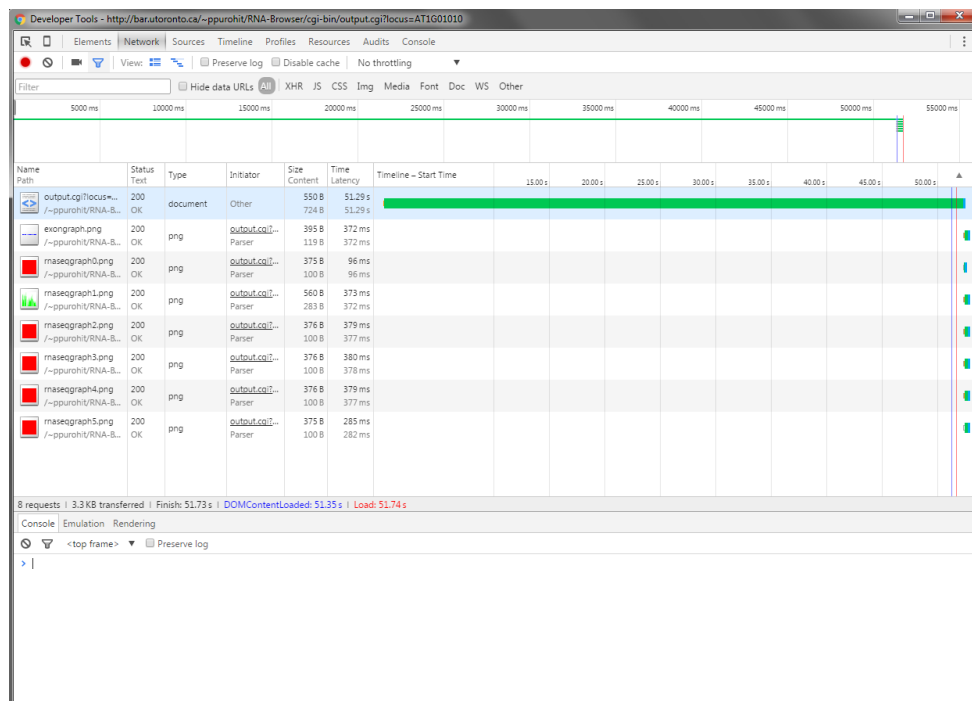 Developer Tools - http://bar.utoronto.ca/~ppurohit/RNA-Browser/cgi-bin/output.cgi?locus=AT1G01010
Elements Network Sources Timeline Profiles Resources Audits Console
View: Preserve log Disable cache No throttling ▼
Filter Hide data URLs All XHR JS CSS Img Media Font Doc WS Other
5000 ms 10000 ms 15000 ms 20000 ms 25000 ms 30000 ms 35000 ms 40000 ms 45000 ms 50000 ms 55000 ms
Name Status Type Initiator Size Time Timeline – Start Time
Path Text Content Latency 15.00 s 20.00 s 25.00 s 30.00 s 35.00 s 40.00 s 45.00 s 50.00 s ▲
output.cgi?locus=... 200 document Other 550 B 51.29 s
/~ppurohit/RNA-B... OK 724 B 51.29 s
exongraph.png 200 png output.cgi?... 395 B 372 ms
/~ppurohit/RNA-B... OK Parser 119 B 372 ms
rnaseqgraph0.png 200 png output.cgi?... 375 B 96 ms
/~ppurohit/RNA-B... OK Parser 100 B 96 ms
rnaseqgraph1.png 200 png output.cgi?... 560 B 373 ms
/~ppurohit/RNA-B... OK Parser 283 B 372 ms
rnaseqgraph2.png 200 png output.cgi?... 376 B 379 ms
/~ppurohit/RNA-B... OK Parser 100 B 377 ms
rnaseqgraph3.png 200 png output.cgi?... 376 B 380 ms
/~ppurohit/RNA-B... OK Parser 100 B 378 ms
rnaseqgraph4.png 200 png output.cgi?... 376 B 379 ms
/~ppurohit/RNA-B... OK Parser 100 B 377 ms
rnaseqgraph5.png 200 png output.cgi?... 375 B 285 ms
/~ppurohit/RNA-B... OK Parser 100 B 282 ms
8 requests | 3.3 KB transferred | Finish: 51.73 s | DOMContentLoaded: 51.35 s | Load: 51.74 s
Console Emulation Rendering
<top frame> ▼ Preserve log
>